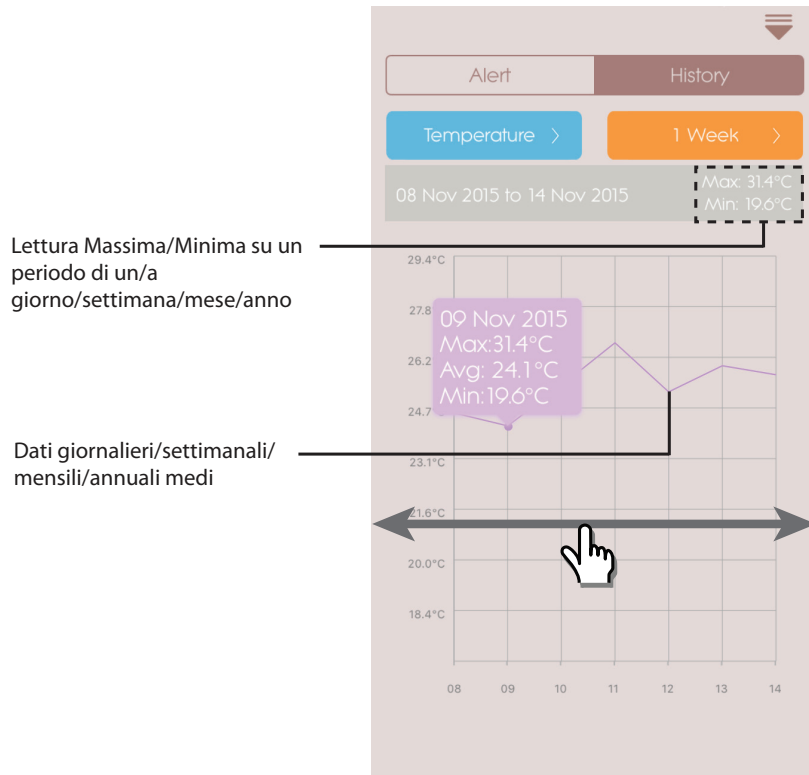 Alert
History
Temperature
1 Week
08 Nov 2015 to 14 Nov 2015
Max: 31.4°C
Min: 19.6°C
Lettura Massima/Minima su un
periodo di un/a
giorno/settimana/mese/anno
29.4°C
27.8
09 Nov 2015
Max:31.4°C
26.2
Avg: 24.1°C
Min:19.6°C
24.7
Dati giornalieri/settimanali/
mensili/annuali medi
23.1°C
21.6°C
20.0°C
18.4°C
08 09 10 11 12 13 14